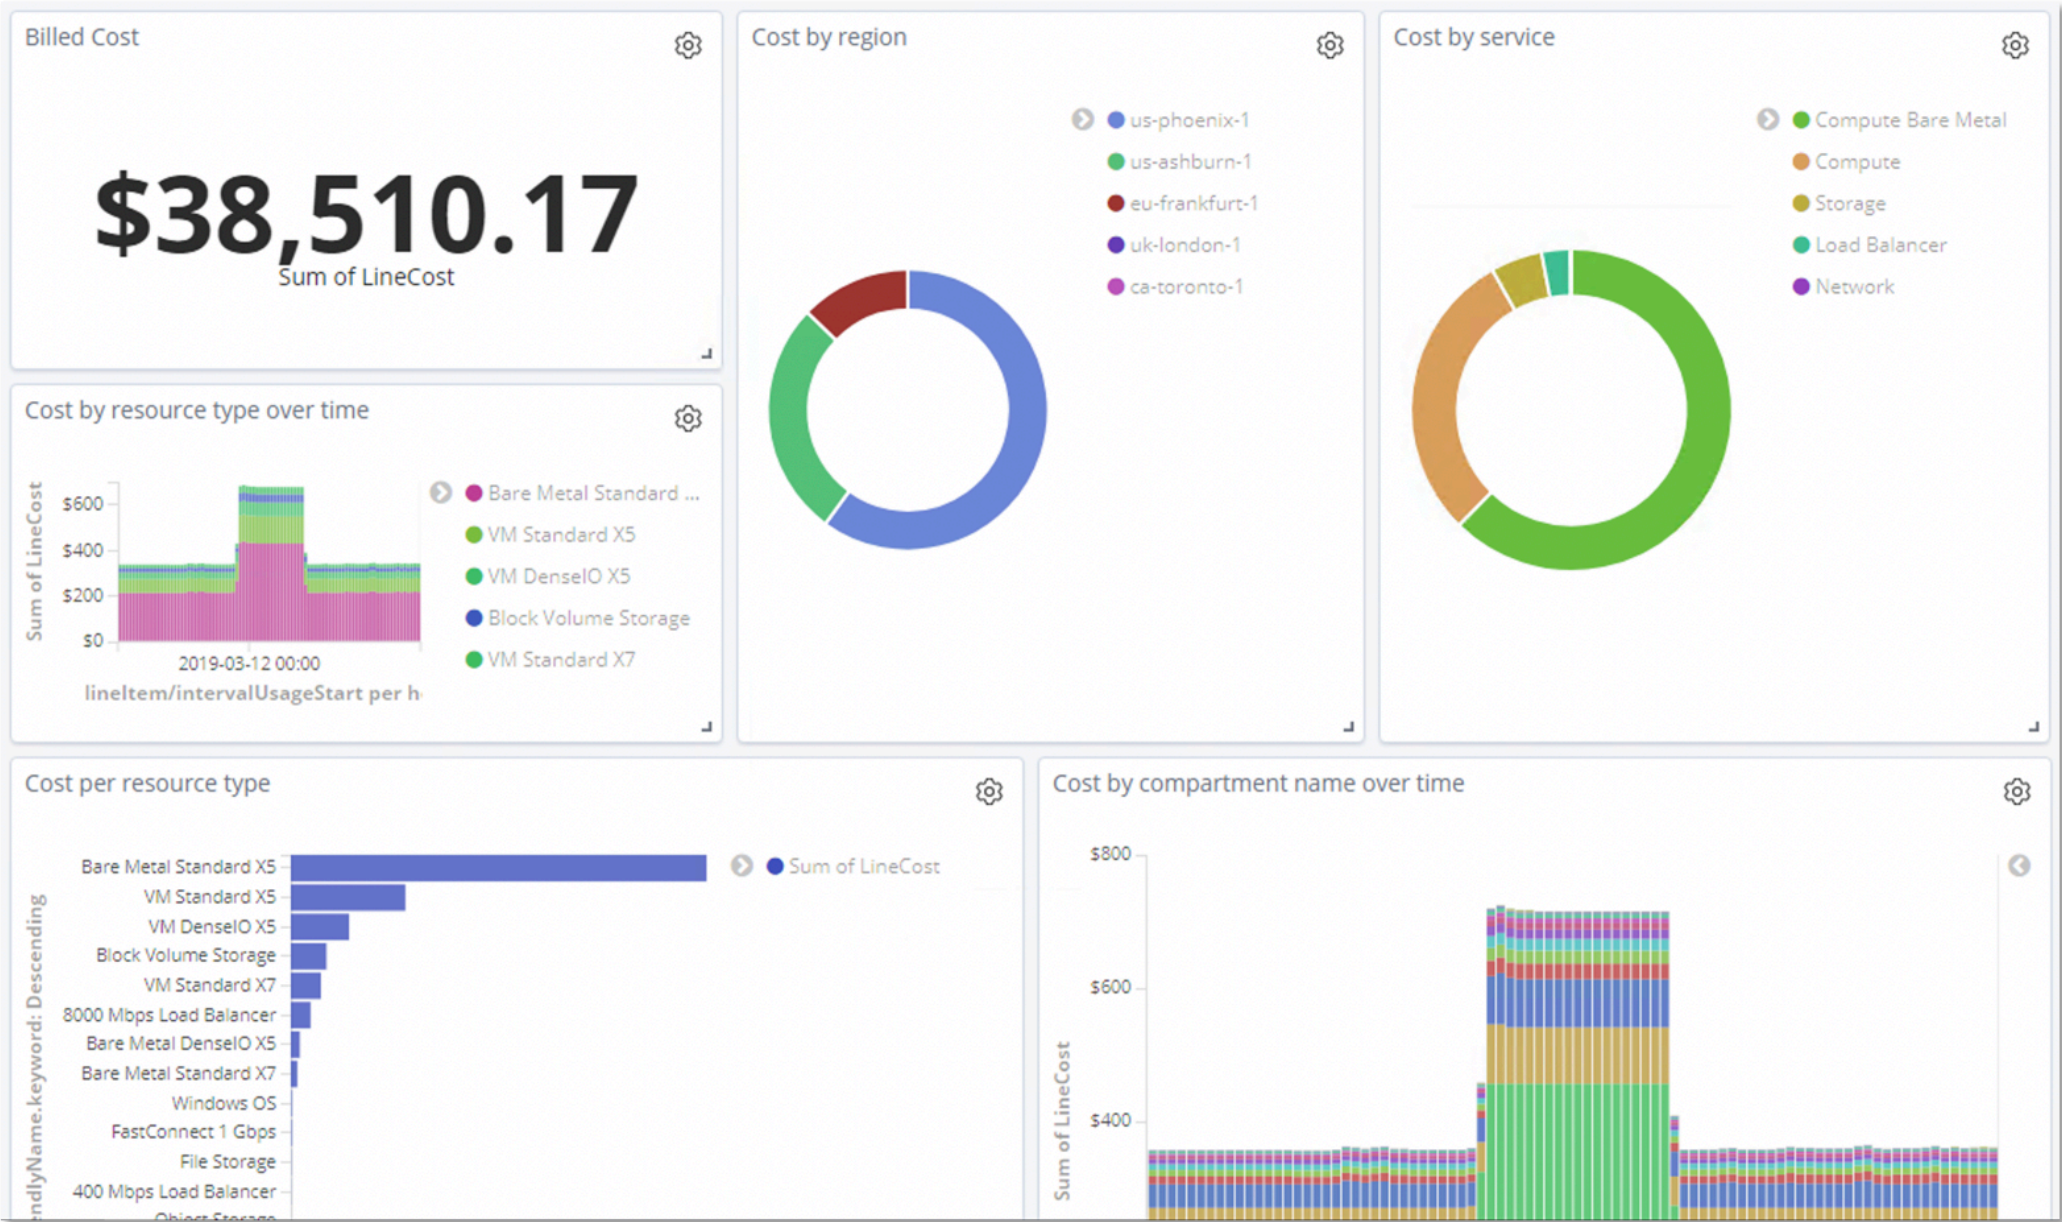 Billed Cost
$38,510.17
Sum of LineCost
Cost by region
us-phoenix-1
us-ashburn-1
eu-frankfurt-1
uk-london-1
ca-toronto-1
Cost by service
Compute Bare Metal
Compute
Storage
Load Balancer
Network
Cost by resource type over time
Sum of LineCost
$600
$400
$200
$0
2019-03-12 00:00
lineItem/intervalUsageStart per h
Bare Metal Standard ...
VM Standard X5
VM DenseIO X5
Block Volume Storage
VM Standard X7
Cost per resource type
endlyName.keyword: Descending
Bare Metal Standard X5
VM Standard X5
VM DenseIO X5
Block Volume Storage
VM Standard X7
8000 Mbps Load Balancer
Bare Metal DenseIO X5
Bare Metal Standard X7
Windows OS
FastConnect 1 Gbps
File Storage
400 Mbps Load Balancer
Object Storage
Sum of LineCost
Cost by compartment name over time
Sum of LineCost
$800
$600
$400